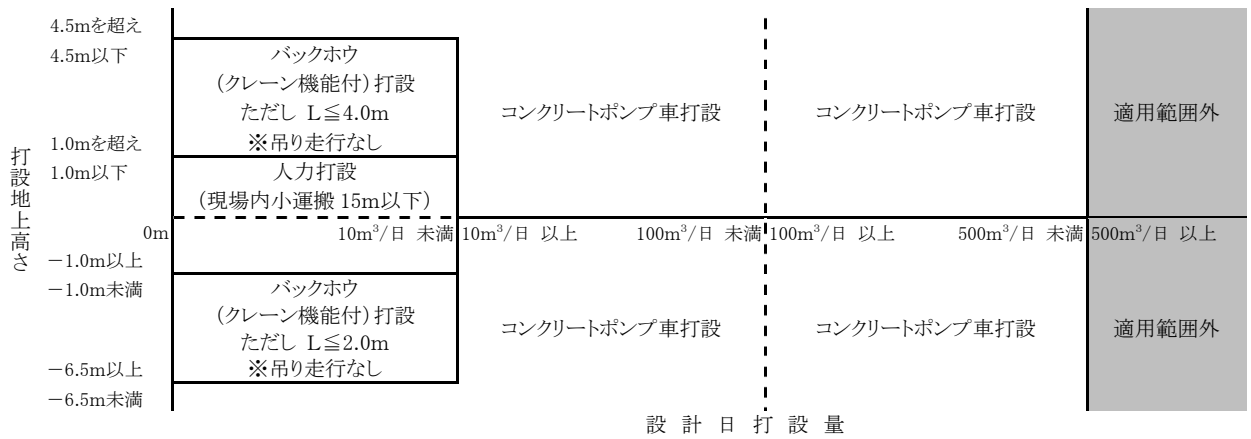 4.5mを超え
4.5m以下
バックホウ
(クレーン機能付)打設
ただし L≦4.0m
※吊り走行なし
コンクリートポンプ車打設
コンクリートポンプ車打設
適用範囲外
1.0mを超え
1.0m以下
人力打設
(現場内小運搬 15m以下)
打設地上高さ
0m
10m³/日 未満
10m³/日 以上
100m³/日 未満
100m³/日 以上
500m³/日 未満
500m³/日 以上
－1.0m以上
－1.0m未満
バックホウ
(クレーン機能付)打設
ただし L≦2.0m
※吊り走行なし
コンクリートポンプ車打設
コンクリートポンプ車打設
適用範囲外
－6.5m以上
－6.5m未満
設 計 日 打 設 量